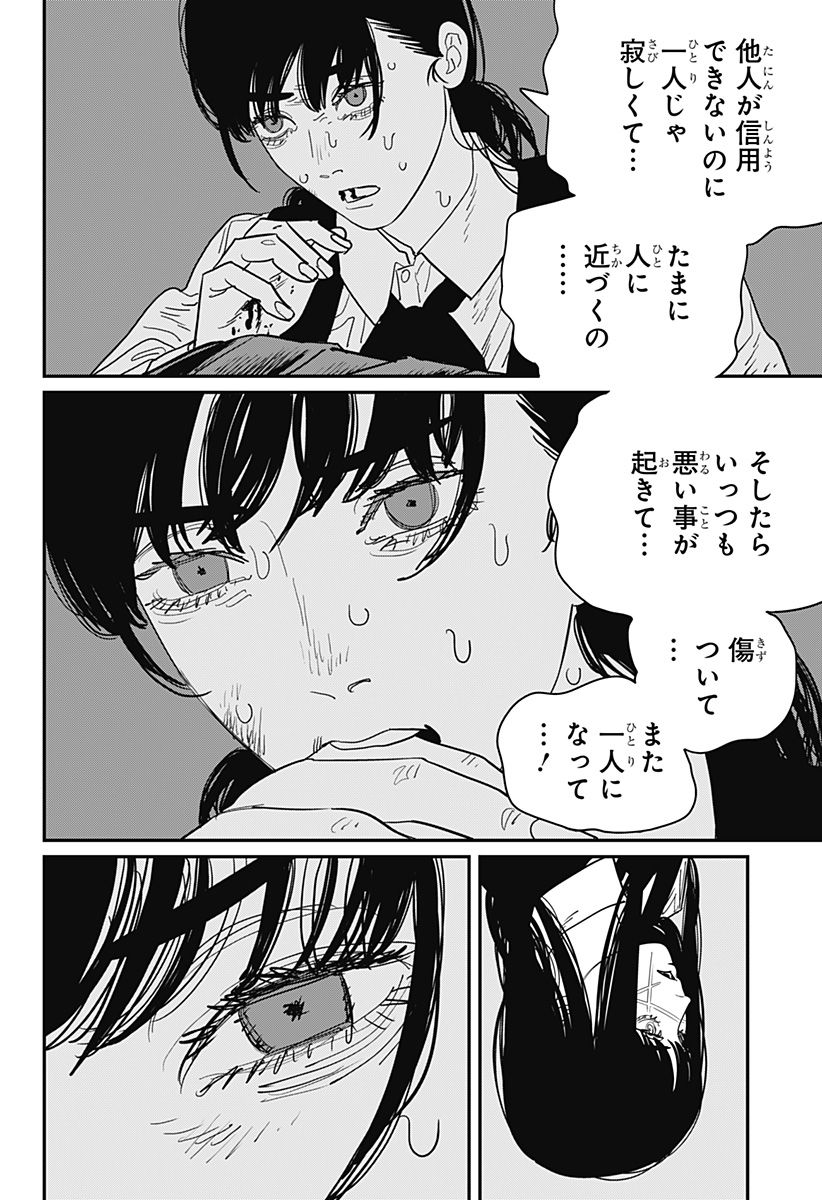 他人が信用
できないのに
一人じゃ
寂しくて…
たまに
人に
近づくの
……
そしたら
いっつも
悪い事が
起きて…
傷
ついて
…
また
一人に
なって
…！